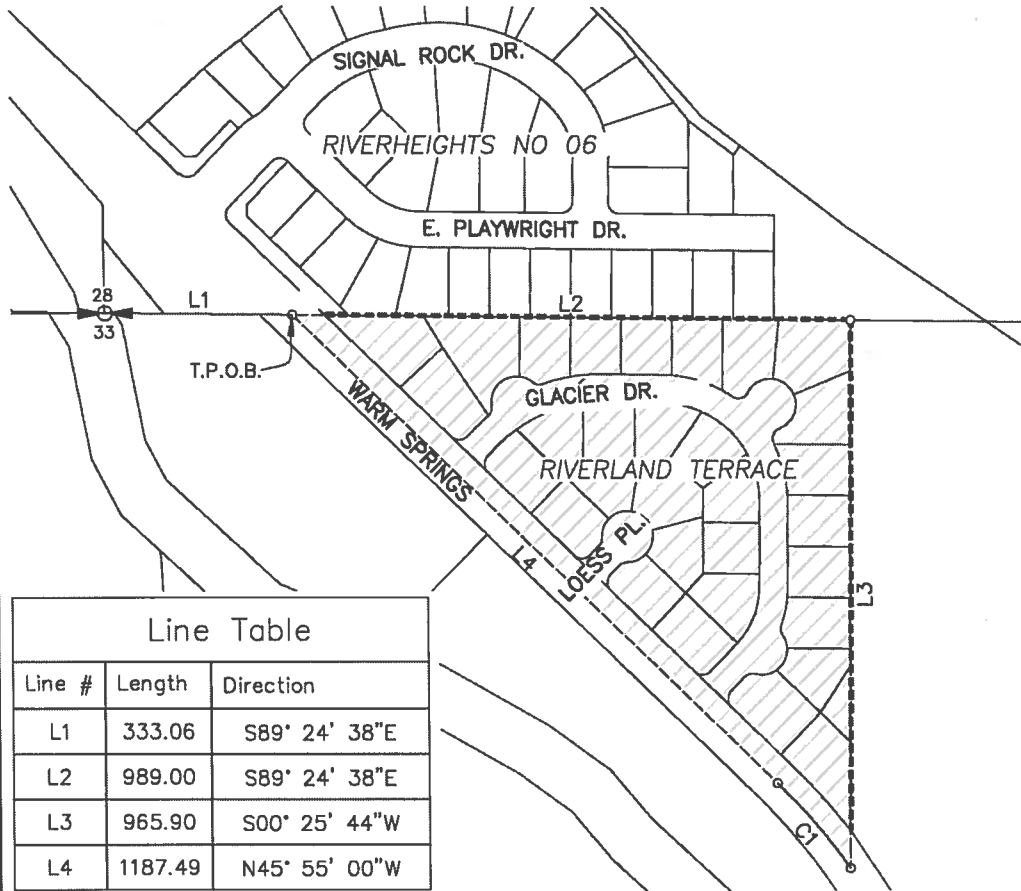 SIGNAL ROCK DR.
RIVERHEIGHTS NO 06
E. PLAYWRIGHT DR.
28
33
L1
L2
T.P.O.B.
GLACIER DR.
WARM SPRINGS
RIVERLAND TERRACE
LOESS PL.
L4
L3
C1
Line Table
Line # Length Direction
L1 333.06 S89° 24' 38"E
L2 989.00 S89° 24' 38"E
L3 965.90 S00° 25' 44"W
L4 1187.49 N45° 55' 00"W